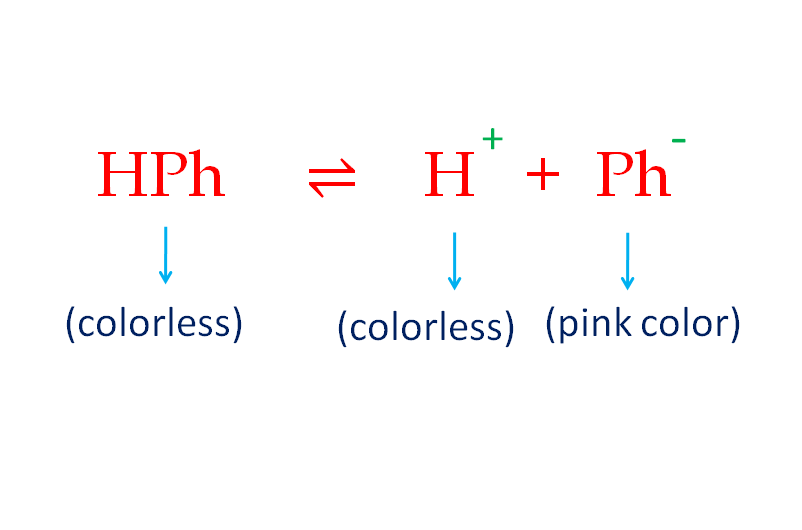 HPh ⇌ H⁺ + Ph⁻
(colorless) (colorless) (pink color)